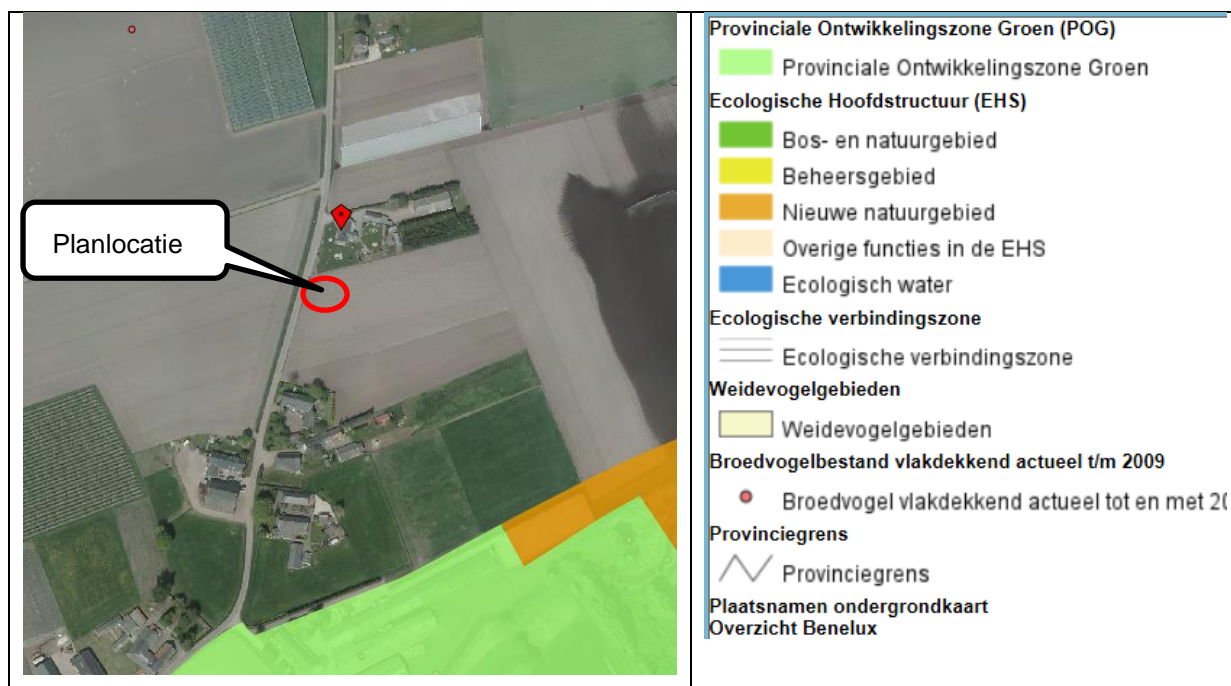 Planlocatie
Provinciale Ontwikkelingszone Groen (POG)
Provinciale Ontwikkelingszone Groen
Ecologische Hoofdstructuur (EHS)
Bos- en natuurgebied
Beheersgebied
Nieuwe natuurgebied
Overige functies in de EHS
Ecologisch water
Ecologische verbindingszone
Ecologische verbindingszone
Weidevogelgebieden
Weidevogelgebieden
Broedvogelbestand vlakdekkend actueel t/m 2009
Broedvogel vlakdekkend actueel tot en met 20
Provinciegrens
Provinciegrens
Plaatsnamen ondergrondkaart
Overzicht Benelux